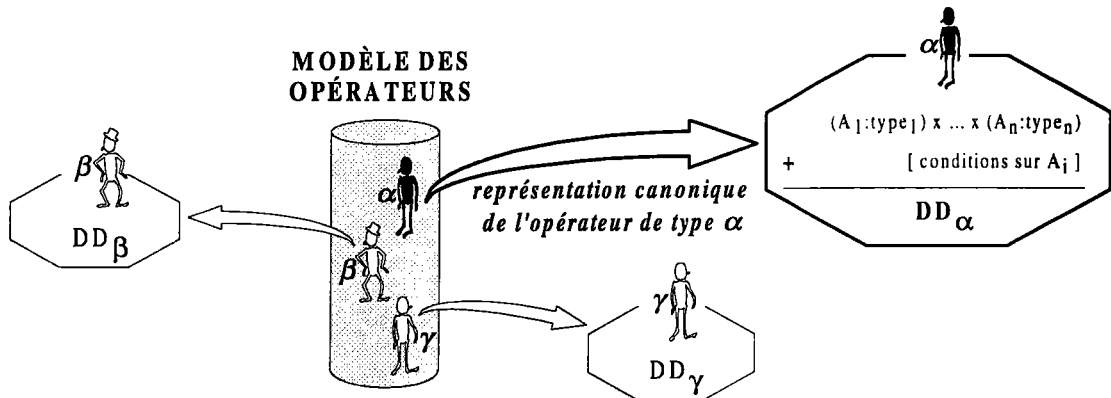 MODÈLE DES
OPÉRATEURS
α
(A1:type1) x ... x (An:typen)
+ [ conditions sur Ai ]
DDα
β
DDβ
α
représentation canonique
de l'opérateur de type α
β
γ
γ
DDγ